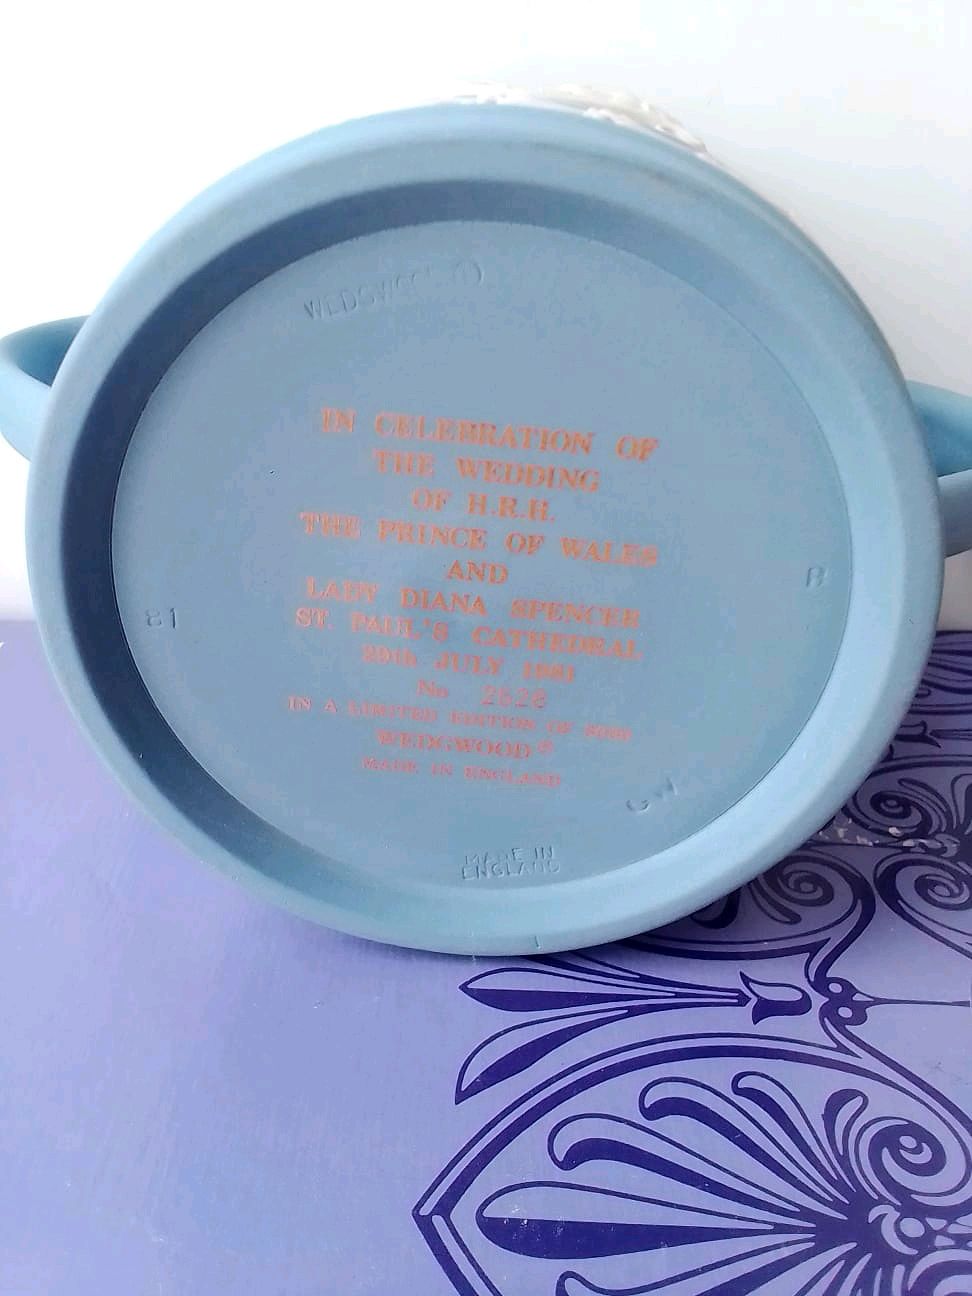 WEDGWOOD
IN CELEBRATION OF
THE WEDDING
OF H.R.H.
THE PRINCE OF WALES
AND
LADY DIANA SPENCER
ST. PAUL'S CATHEDRAL
29th JULY 1981
No 2528
IN A LIMITED EDITION OF 5000
WEDGWOOD®
MADE IN ENGLAND
81
B
MADE IN
ENGLAND